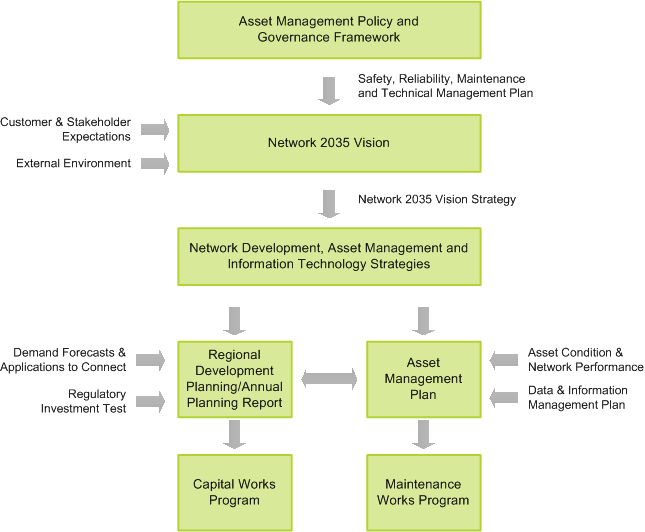 Asset Management Policy and
Governance Framework
Safety, Reliability, Maintenance
and Technical Management Plan
Customer & Stakeholder
Expectations
External Environment
Network 2035 Vision
Network 2035 Vision Strategy
Network Development, Asset Management and
Information Technology Strategies
Demand Forecasts &
Applications to Connect
Regulatory
Investment Test
Regional
Development
Planning/Annual
Planning Report
Asset
Management
Plan
Asset Condition &
Network Performance
Data & Information
Management Plan
Capital Works
Program
Maintenance
Works Program